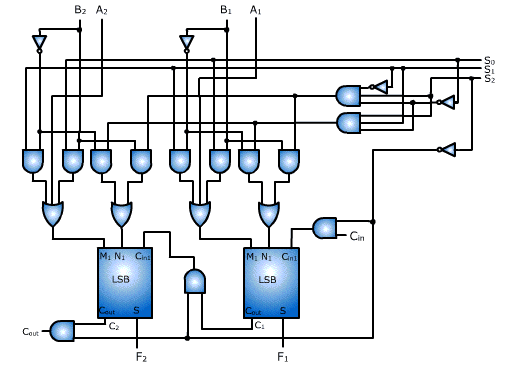 B2 A2 B1 A1
S0
S1
S2
Cin
M1 N1 Cin1 M1 N1 Cin1
LSB LSB
Cout S Cout S
Cout C2 C1
F2 F1